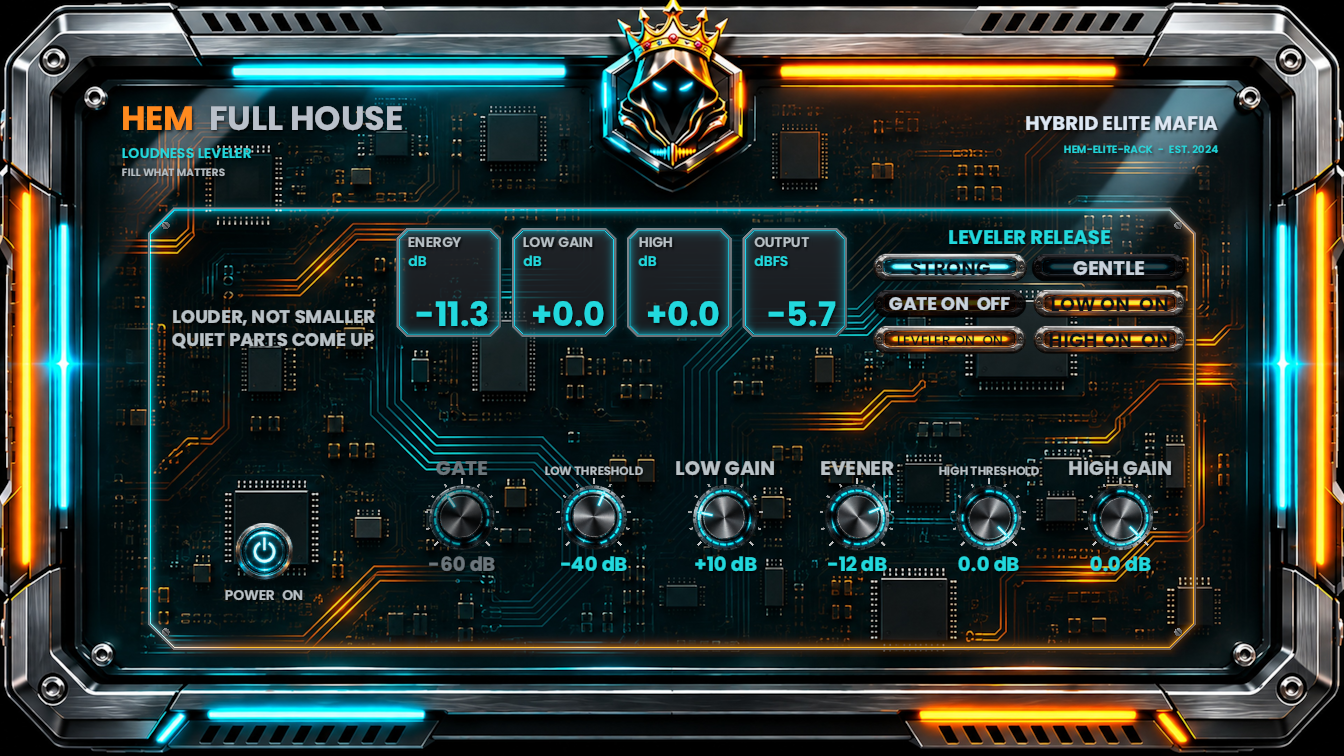 HEM FULL HOUSE
LOUDNESS LEVELER
FILL WHAT MATTERS
HYBRID ELITE MAFIA
HEM-ELITE-RACK - EST. 2024
ENERGY
dB
-11.3
LOW GAIN
dB
+0.0
HIGH
dB
+0.0
OUTPUT
dBFS
-5.7
LEVELER RELEASE
STRONG
GENTLE
GATE ON OFF
LOW ON ON
LEVELER ON ON
HIGH ON ON
LOUDER, NOT SMALLER
QUIET PARTS COME UP
GATE
-60 dB
LOW THRESHOLD
-40 dB
LOW GAIN
+10 dB
EVENER
-12 dB
HIGH THRESHOLD
0.0 dB
HIGH GAIN
0.0 dB
POWER ON